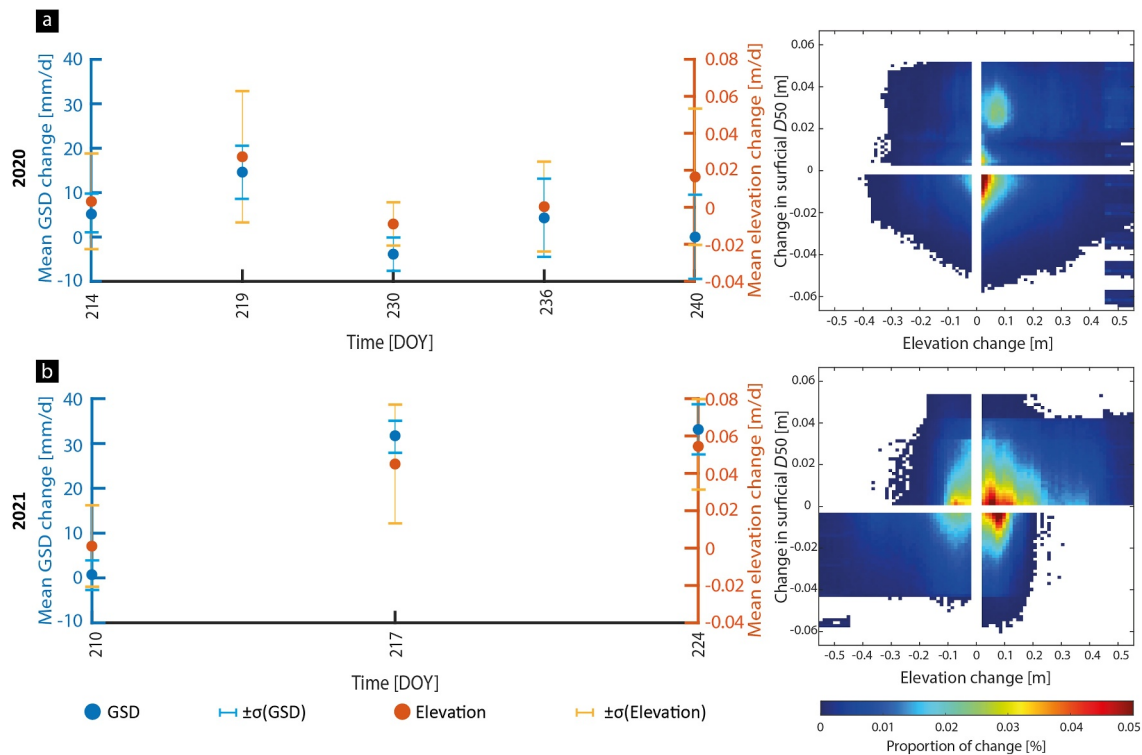 a
2020
Mean GSD change [mm/d]
40
30
20
10
0
-10
0.08
0.06
0.04
0.02
0
-0.02
-0.04
Mean elevation change [m/d]
214
219
230
236
240
Time [DOY]
Change in surficial D50 [m]
0.06
0.04
0.02
0
-0.02
-0.04
-0.06
-0.5 -0.4 -0.3 -0.2 -0.1 0 0.1 0.2 0.3 0.4 0.5
Elevation change [m]
b
2021
Mean GSD change [mm/d]
40
30
20
10
0
-10
0.08
0.06
0.04
0.02
0
-0.02
-0.04
Mean elevation change [m/d]
210
217
224
Time [DOY]
Change in surficial D50 [m]
0.06
0.04
0.02
0
-0.02
-0.04
-0.06
-0.5 -0.4 -0.3 -0.2 -0.1 0 0.1 0.2 0.3 0.4 0.5
Elevation change [m]
GSD ±σ(GSD) Elevation ±σ(Elevation)
0 0.01 0.02 0.03 0.04 0.05
Proportion of change [%]